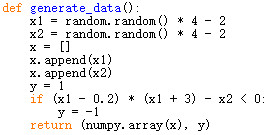 def generate_data():
    x1 = random.random() * 4 - 2
    x2 = random.random() * 4 - 2
    x = []
    x.append(x1)
    x.append(x2)
    y = 1
    if (x1 - 0.2) * (x1 + 3) - x2 < 0:
        y = -1
    return (numpy.array(x), y)